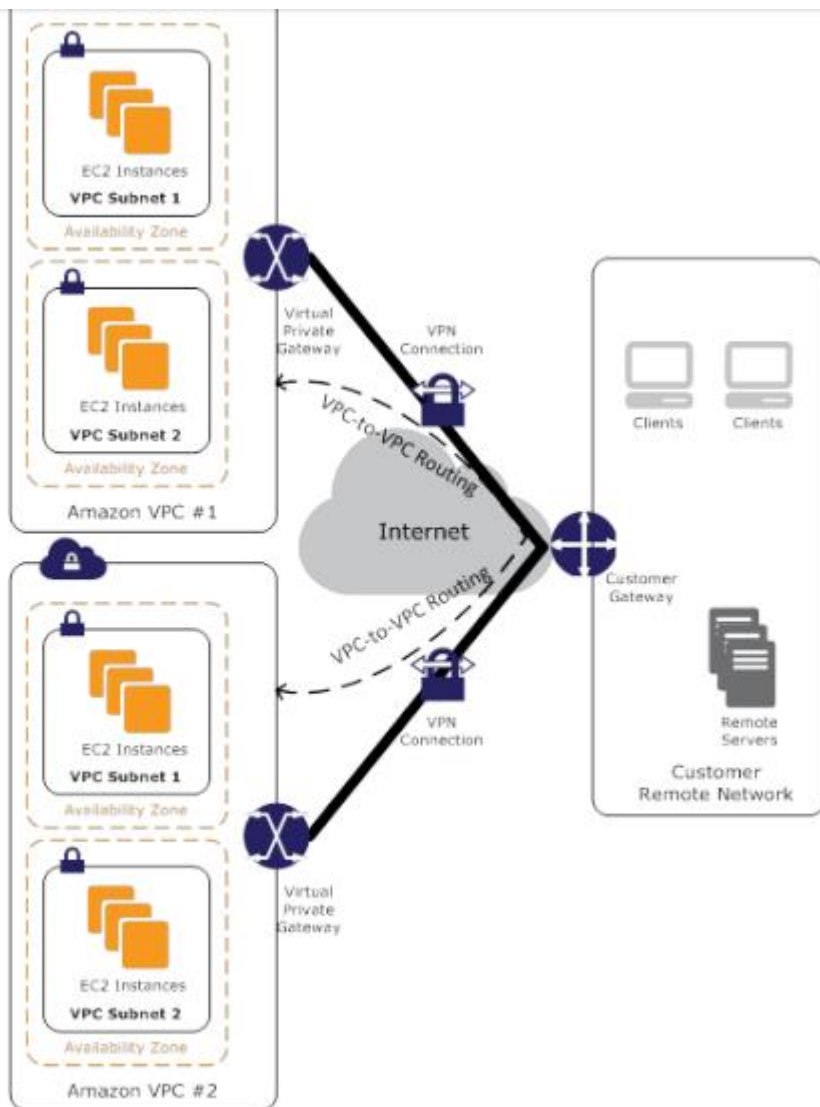 EC2 Instances
VPC Subnet 1
Availability Zone
EC2 Instances
VPC Subnet 2
Availability Zone
Amazon VPC #1
Virtual
Private
Gateway
VPN
Connection
VPC-to-VPC Routing
Internet
VPC-to-VPC Routing
VPN
Connection
Customer
Gateway
Clients
Clients
Remote
Servers
Customer
Remote Network
EC2 Instances
VPC Subnet 1
Availability Zone
Virtual
Private
Gateway
EC2 Instances
VPC Subnet 2
Availability Zone
Amazon VPC #2